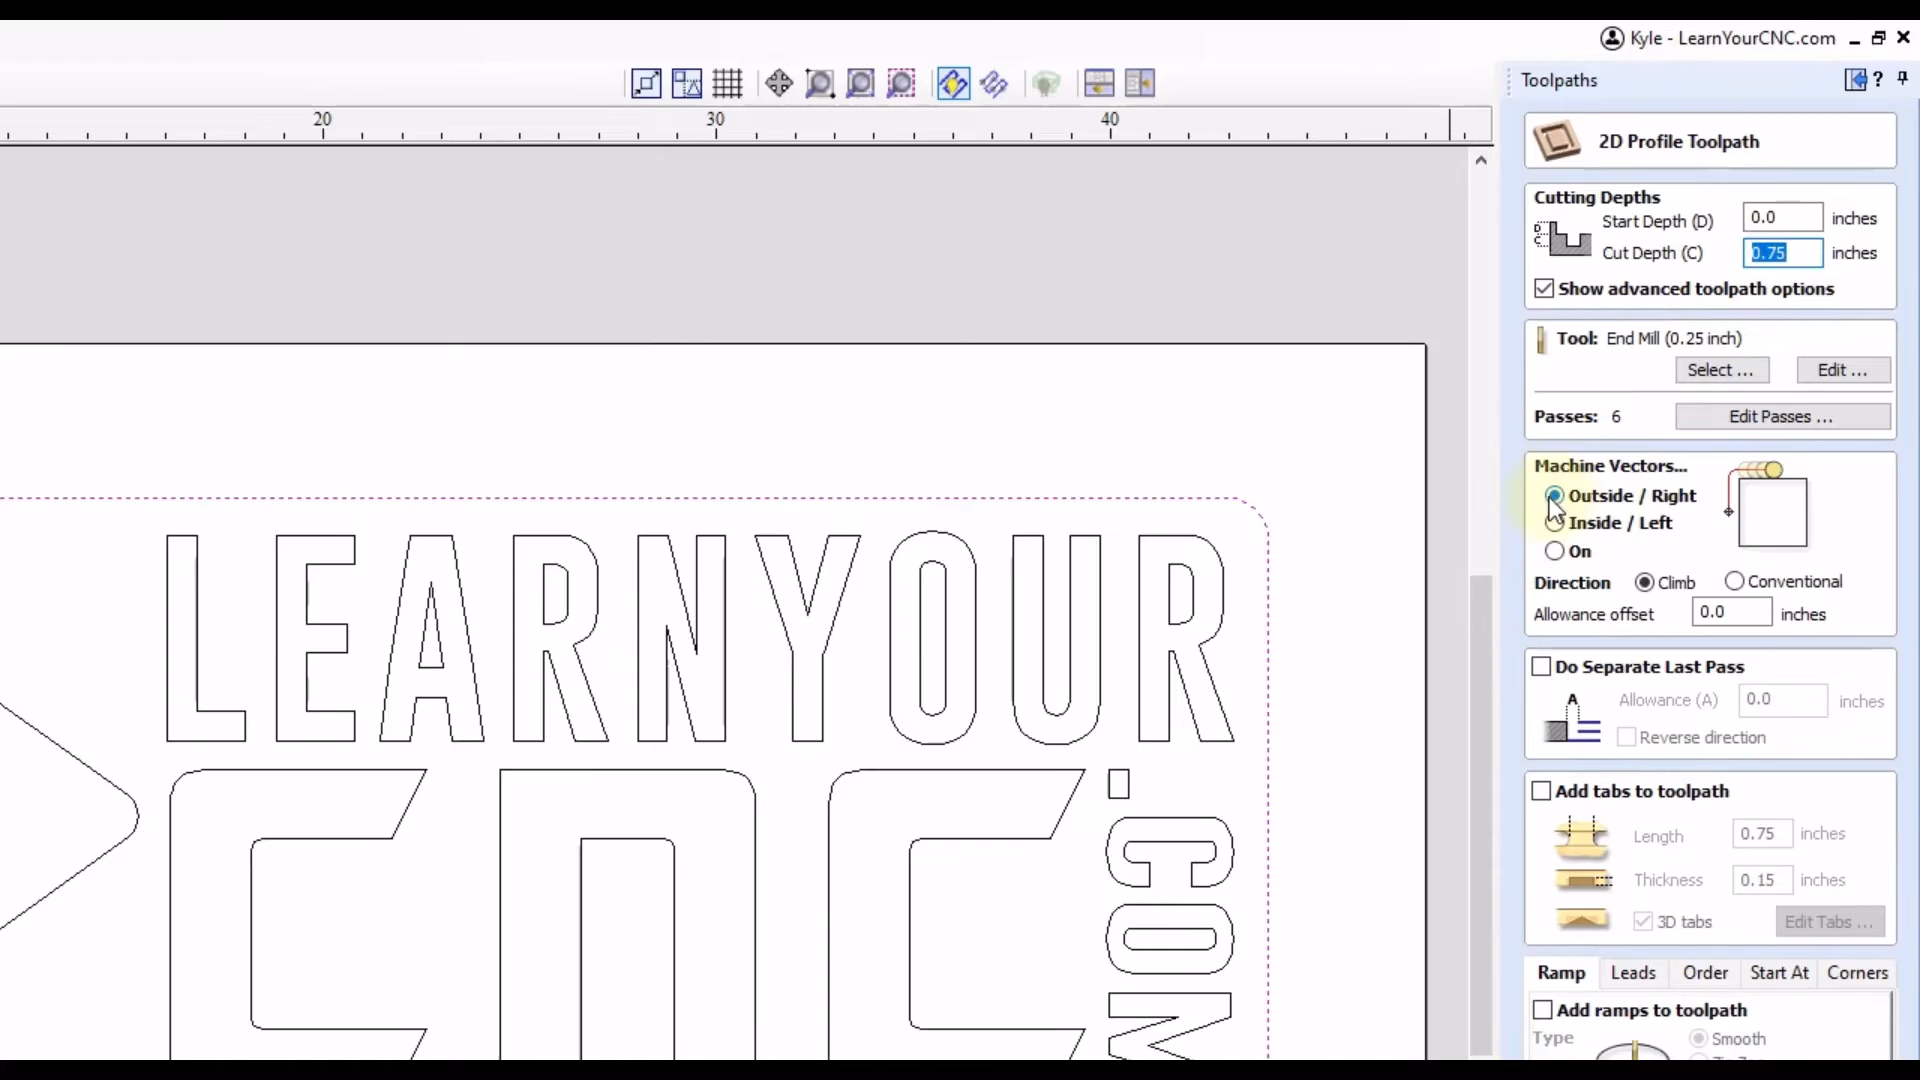 Kyle - LearnYourCNC.com
Toolpaths
?
20
30
40
2D Profile Toolpath
Cutting Depths
Start Depth (D) 0.0 inches
D
C
Cut Depth (C) 0.75 inches
Show advanced toolpath options
Tool: End Mill (0.25 inch)
Select ... Edit ...
Passes: 6 Edit Passes ...
Machine Vectors...
Outside / Right
Inside / Left
On
Direction Climb Conventional
Allowance offset 0.0 inches
Do Separate Last Pass
A Allowance (A) 0.0 inches
Reverse direction
Add tabs to toolpath
Length 0.75 inches
Thickness 0.15 inches
3D tabs Edit Tabs ...
Ramp Leads Order Start At Corners
Add ramps to toolpath
Type Smooth
LEARNYOUR
CNC
.COM